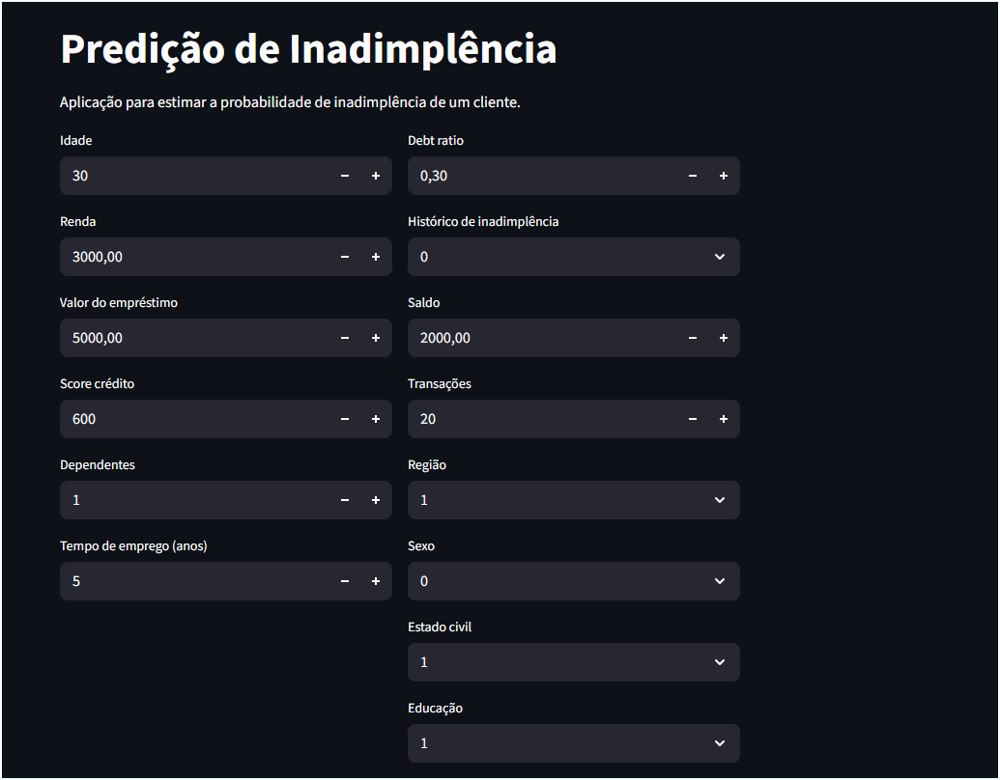 Predição de Inadimplência
Aplicação para estimar a probabilidade de inadimplência de um cliente.
Idade
30
Renda
3000,00
Valor do empréstimo
5000,00
Score crédito
600
Dependentes
1
Tempo de emprego (anos)
5
Debt ratio
0,30
Histórico de inadimplência
0
Saldo
2000,00
Transações
20
Região
1
Sexo
0
Estado civil
1
Educação
1